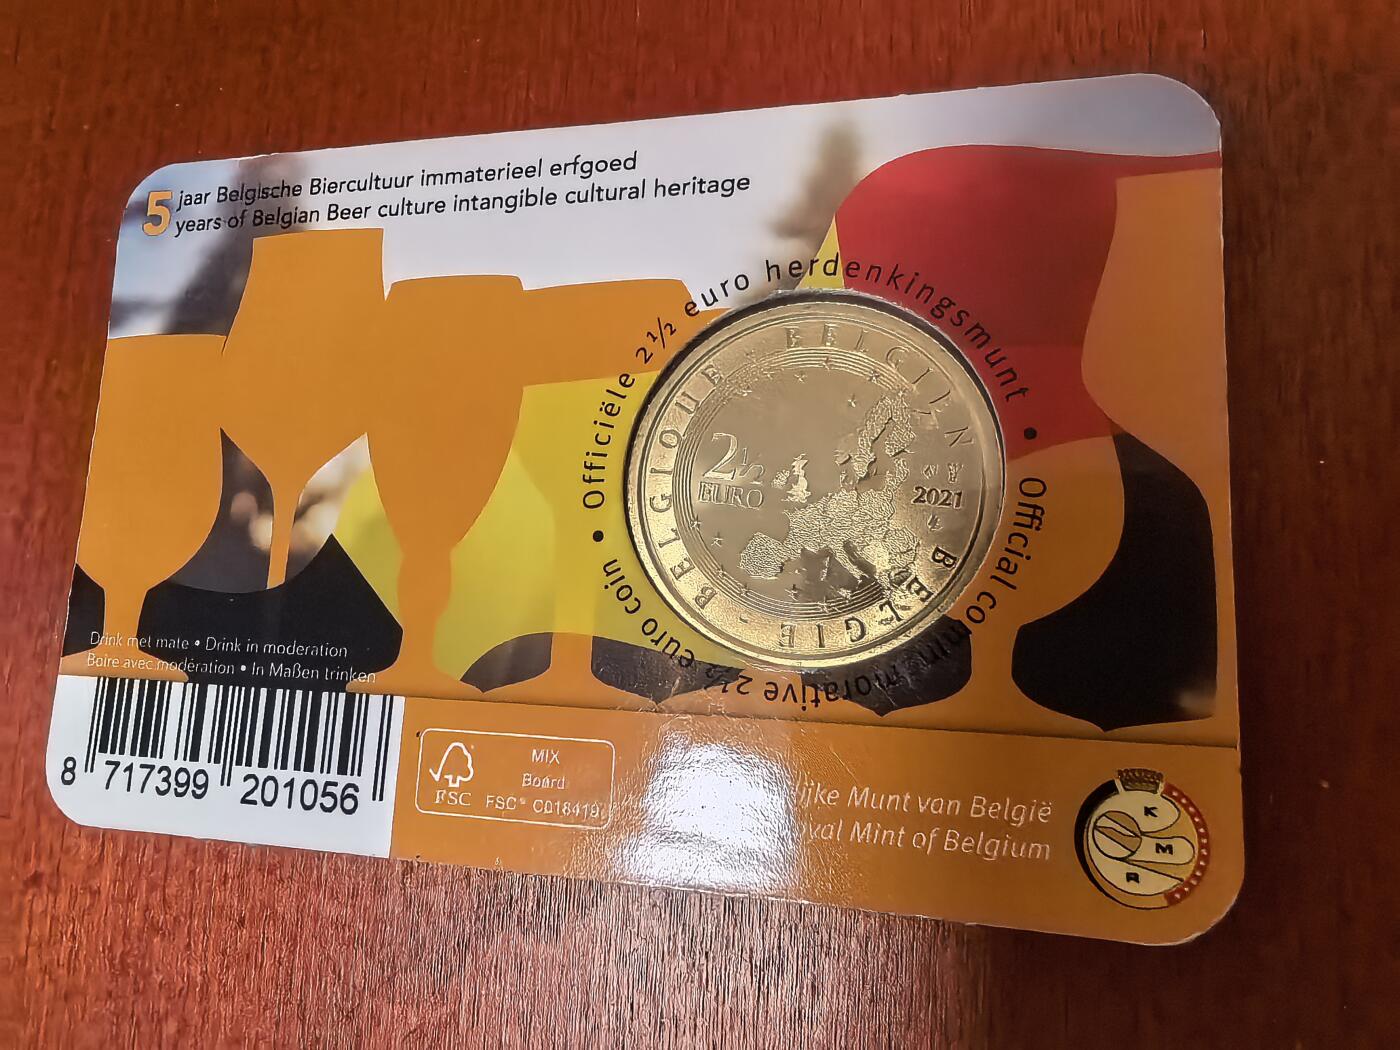 5 jaar Belgische Biercultuur immaterieel erfgoed
years of Belgian Beer culture intangible cultural heritage
• Officiële 2½ euro herdenkingsmunt • Official commemorative 2½ euro coin
BELGIQUE - BELGIEN - BELGIË
2½
EURO
2021
Drink met mate • Drink in moderation
Boire avec modération • In Maßen trinken
8 717399 201056
FSC
MIX
Board
FSC® C018419
Munt van België
Mint of Belgium
K
M
R